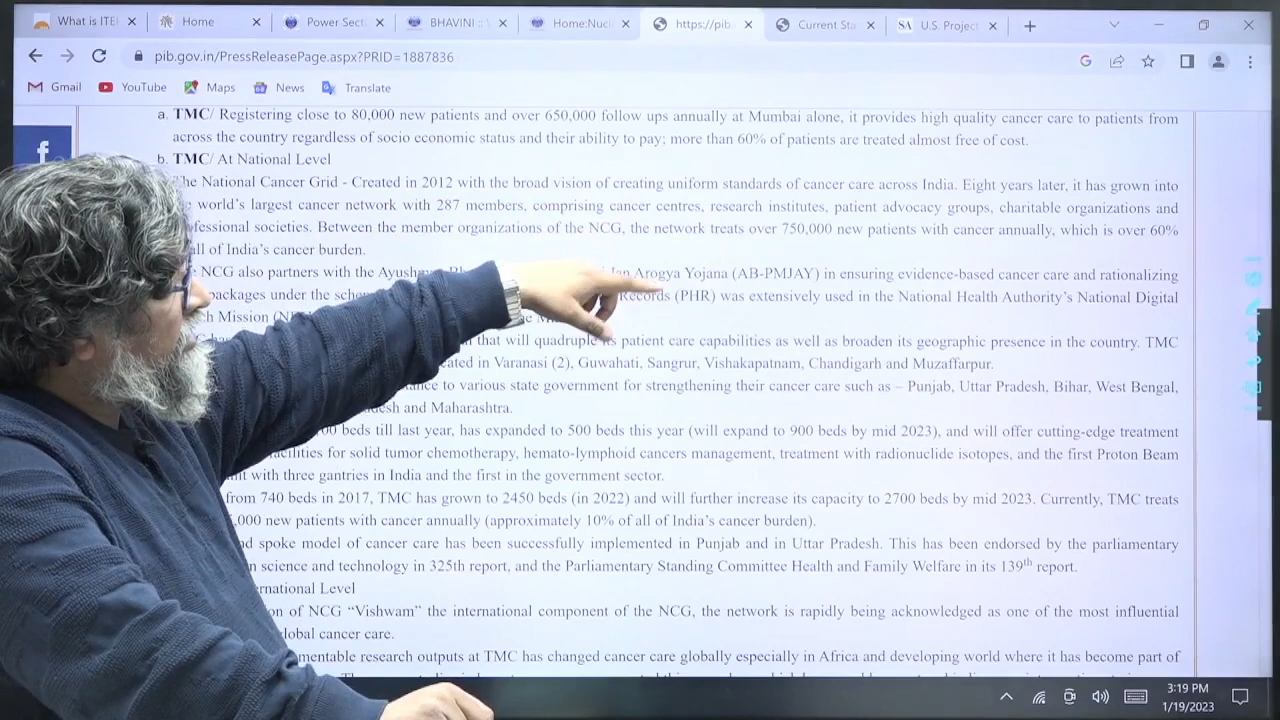 What is ITE
Home
Power Sect
BHAVINI ::
Home:Nucl
https://pib
Current Sta
SA U.S. Project
pib.gov.in/PressReleasePage.aspx?PRID=1887836
Gmail YouTube Maps News Translate
a. TMC/ Registering close to 80,000 new patients and over 650,000 follow ups annually at Mumbai alone, it provides high quality cancer care to patients from
across the country regardless of socio economic status and their ability to pay; more than 60% of patients are treated almost free of cost.
b. TMC/ At National Level
The National Cancer Grid - Created in 2012 with the broad vision of creating uniform standards of cancer care across India. Eight years later, it has grown into
world's largest cancer network with 287 members, comprising cancer centres, research institutes, patient advocacy groups, charitable organizations and
fessional societies. Between the member organizations of the NCG, the network treats over 750,000 new patients with cancer annually, which is over 60%
all of India's cancer burden.
NCG also partners with the Ayushman Arogya Yojana (AB-PMJAY) in ensuring evidence-based cancer care and rationalizing
packages under the Records (PHR) was extensively used in the National Health Authority's National Digital
h Mission
that will quadruple its patient care capabilities as well as broaden its geographic presence in the country. TMC
ated in Varanasi (2), Guwahati, Sangrur, Vishakapatnam, Chandigarh and Muzaffarpur.
ance to various state government for strengthening their cancer care such as – Punjab, Uttar Pradesh, Bihar, West Bengal,
desh and Maharashtra.
00 beds till last year, has expanded to 500 beds this year (will expand to 900 beds by mid 2023), and will offer cutting-edge treatment
acilities for solid tumor chemotherapy, hemato-lymphoid cancers management, treatment with radionuclide isotopes, and the first Proton Beam
nit with three gantries in India and the first in the government sector.
from 740 beds in 2017, TMC has grown to 2450 beds (in 2022) and will further increase its capacity to 2700 beds by mid 2023. Currently, TMC treats
,000 new patients with cancer annually (approximately 10% of all of India's cancer burden).
d spoke model of cancer care has been successfully implemented in Punjab and in Uttar Pradesh. This has been endorsed by the parliamentary
n science and technology in 325th report, and the Parliamentary Standing Committee Health and Family Welfare in its 139th report.
rnational Level
on of NCG "Vishwam" the international component of the NCG, the network is rapidly being acknowledged as one of the most influential
lobal cancer care.
mentable research outputs at TMC has changed cancer care globally especially in Africa and developing world where it has become part of
3:19 PM
1/19/2023